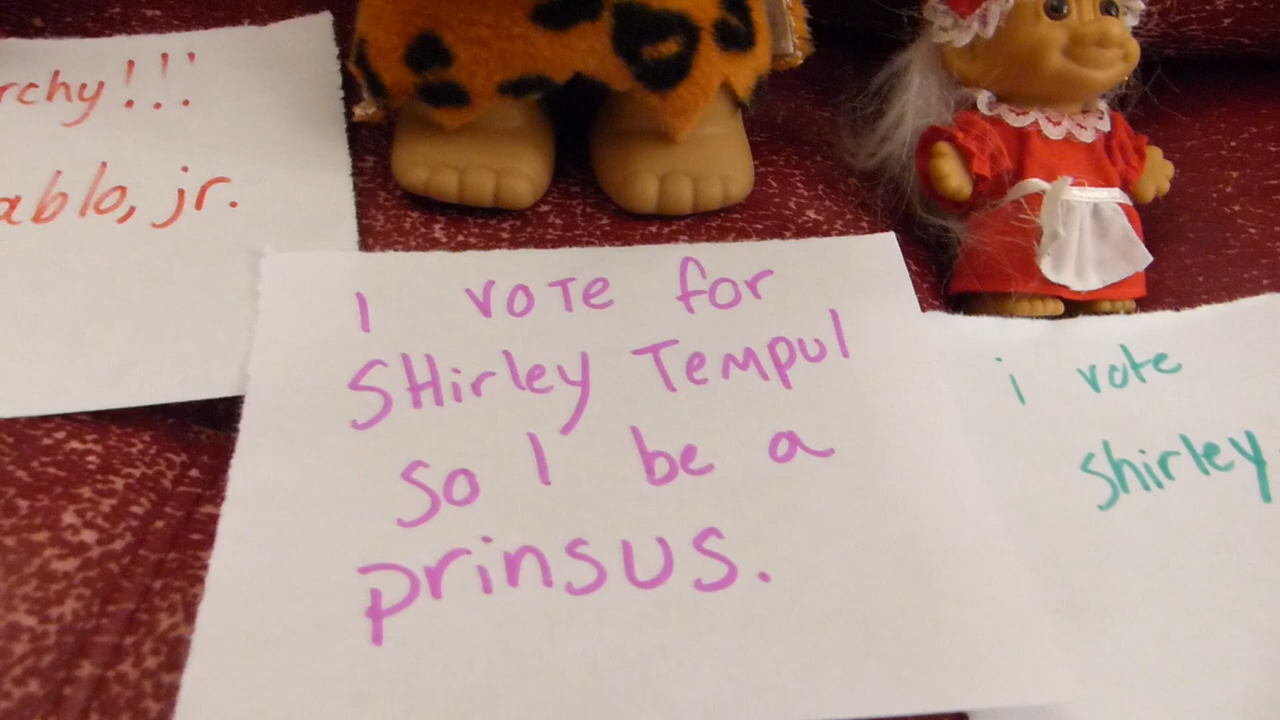 rchy!!!
ablo, jr.
I vote for
SHirley Tempul
so I be a
prinsus.
i vote
shirley